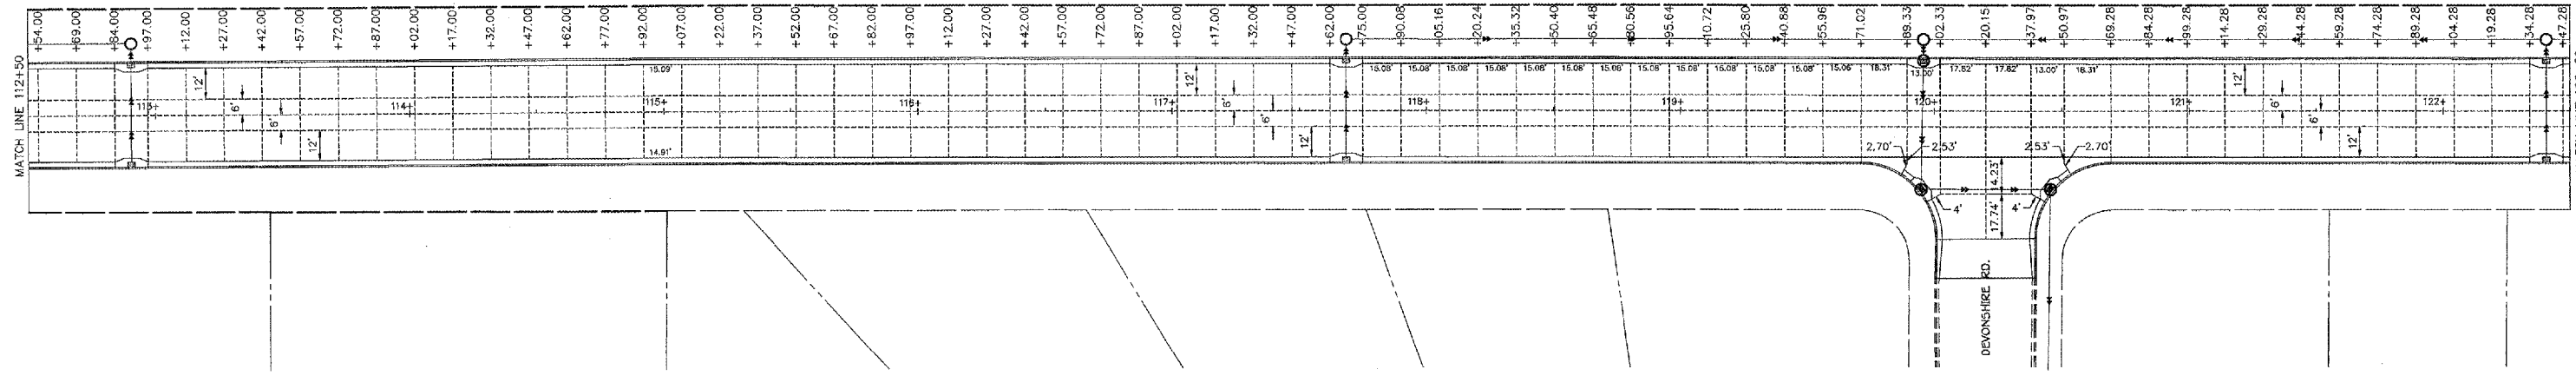 +54.00 +69.00 +84.00 +97.00 +12.00 +27.00 +42.00 +57.00 +72.00 +87.00 +02.00 +17.00 +32.00 +47.00 +62.00 +77.00 +92.00 +07.00 +22.00 +37.00 +52.00 +67.00 +82.00 +97.00 +12.00 +27.00 +42.00 +57.00 +72.00 +87.00 +02.00 +17.00 +32.00 +47.00 +62.00 +75.00 +90.08 +05.16 +20.24 +35.32 +50.40 +65.48 +80.56 +95.64 +10.72 +25.80 +40.88 +55.96 +71.02 +89.33 +02.33 +20.15 +37.97 +50.97 +69.28 +84.28 +99.28 +14.28 +29.28 +44.28 +59.28 +74.28 +89.28 +04.28 +19.28 +34.28 +47.28
MATCH LINE 112+50
15.09' 15.08' 15.08' 15.08' 15.08' 15.08' 15.08' 15.08' 15.08' 15.08' 15.08' 15.08' 15.08' 15.06' 18.31' 13.00' 17.82' 17.82' 13.00' 18.31'
12' 12' 12'
113+ 114+ 115+ 116+ 117+ 118+ 119+ 120+ 121+ 122+
6' 6' 6' 6' 6' 6'
12' 12' 12'
14.91'
2.70' 2.53' 2.53' 2.70'
14.23'
4' 4'
17.74'
DEVONSHIRE RD.